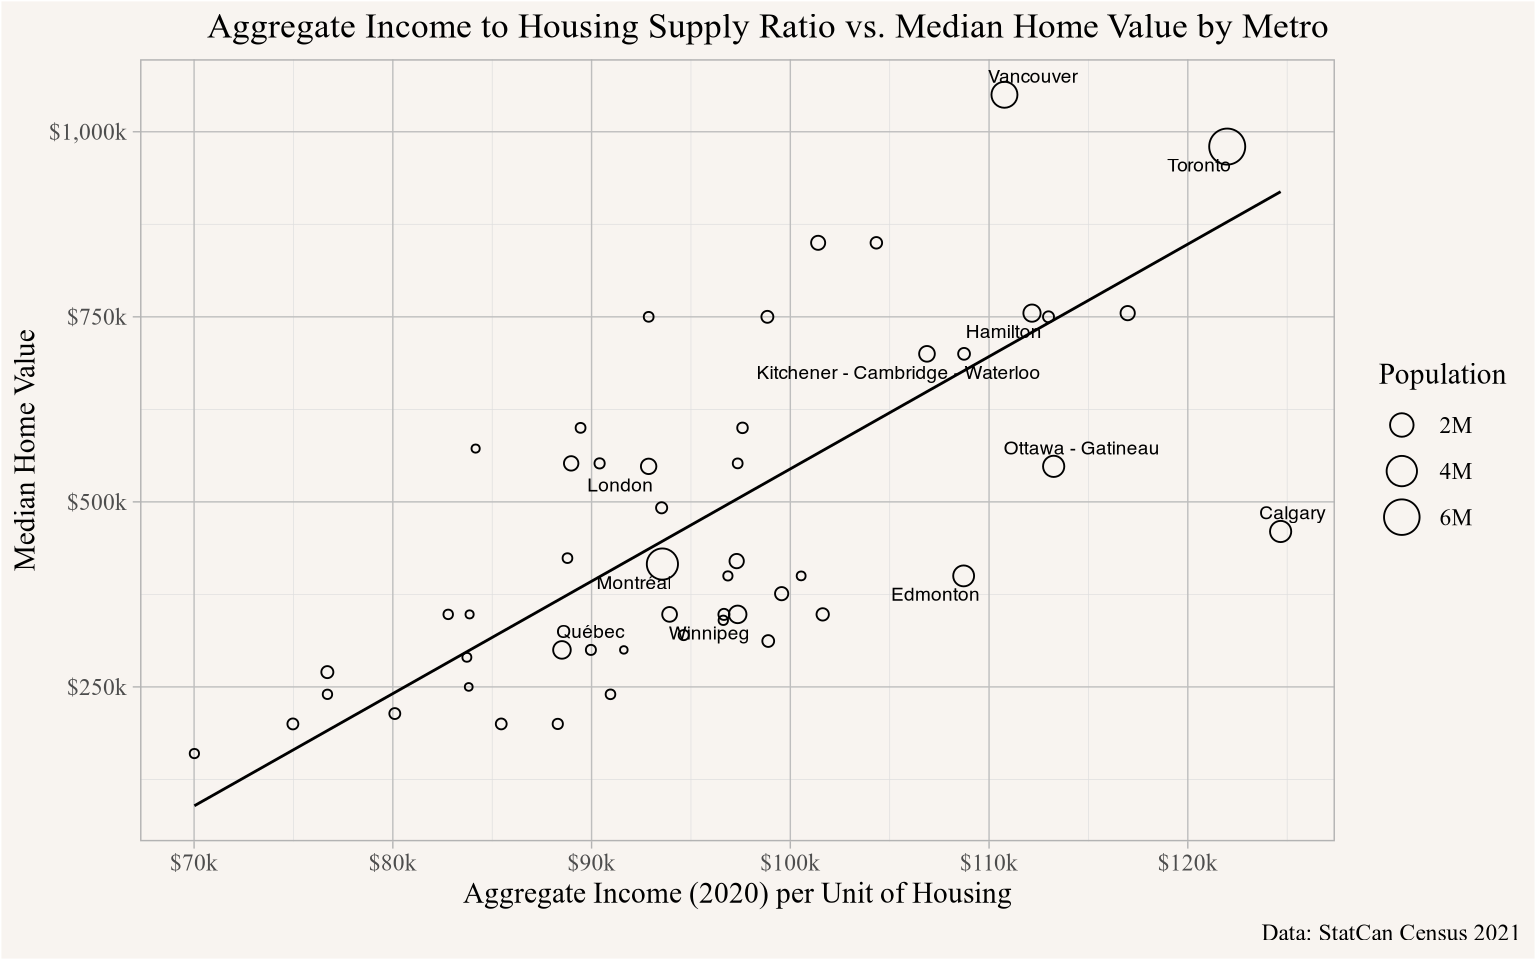 Aggregate Income to Housing Supply Ratio vs. Median Home Value by Metro
Median Home Value
$1,000k
$750k
$500k
$250k
Vancouver
Toronto
Hamilton
Kitchener - Cambridge - Waterloo
Ottawa - Gatineau
London
Calgary
Montréal
Edmonton
Québec
Winnipeg
$70k
$80k
$90k
$100k
$110k
$120k
Aggregate Income (2020) per Unit of Housing
Population
2M
4M
6M
Data: StatCan Census 2021